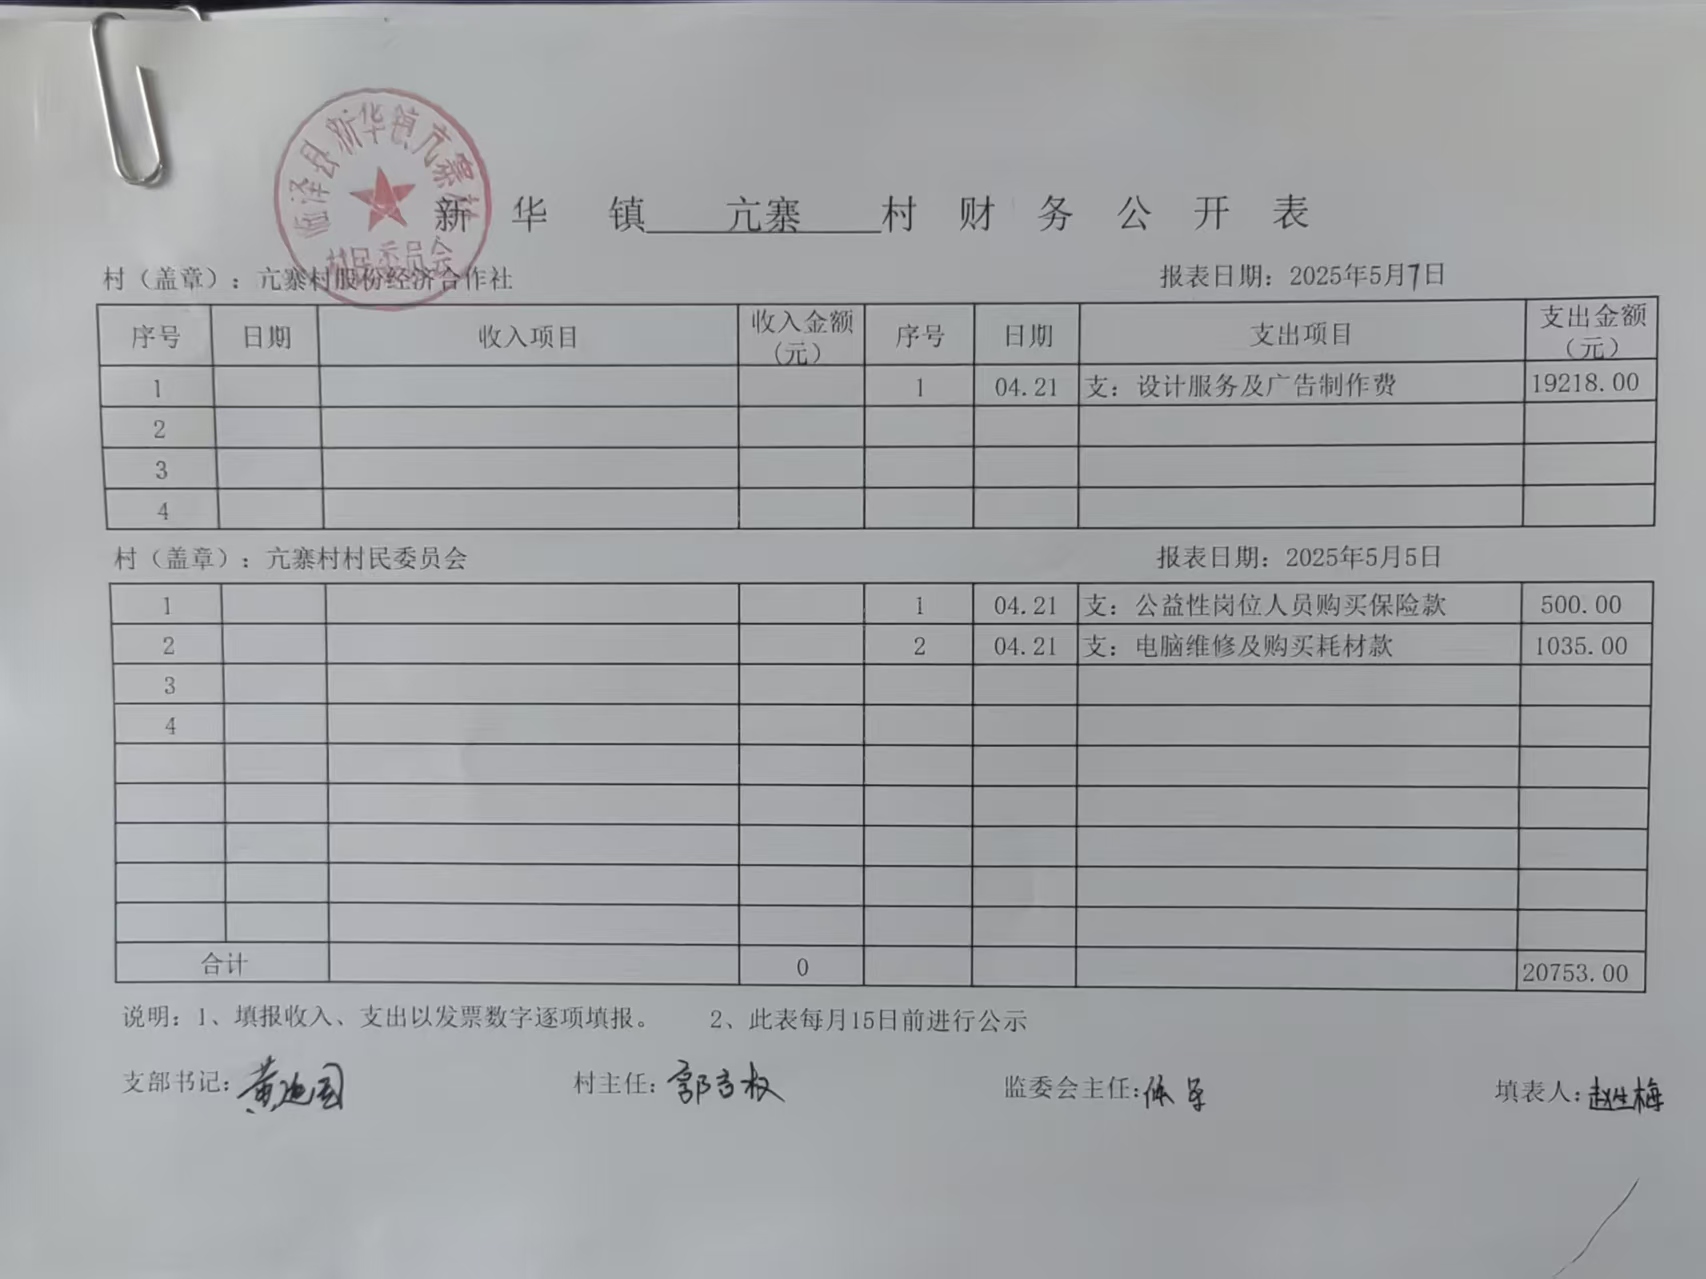 临泽县新华镇亢寨村
村民委员会
新华镇 亢寨 村财务公开表
村（盖章）：亢寨村股份经济合作社 报表日期：2025年5月7日
序号 日期 收入项目 收入金额（元） 序号 日期 支出项目 支出金额（元）
1 1 04.21 支：设计服务及广告制作费 19218.00
2
3
4
村（盖章）：亢寨村村民委员会 报表日期：2025年5月5日
1 1 04.21 支：公益性岗位人员购买保险款 500.00
2 2 04.21 支：电脑维修及购买耗材款 1035.00
3
4
合计 0 20753.00
说明：1、填报收入、支出以发票数字逐项填报。 2、此表每月15日前进行公示
支部书记： 村主任： 监委会主任： 填表人：赵生梅